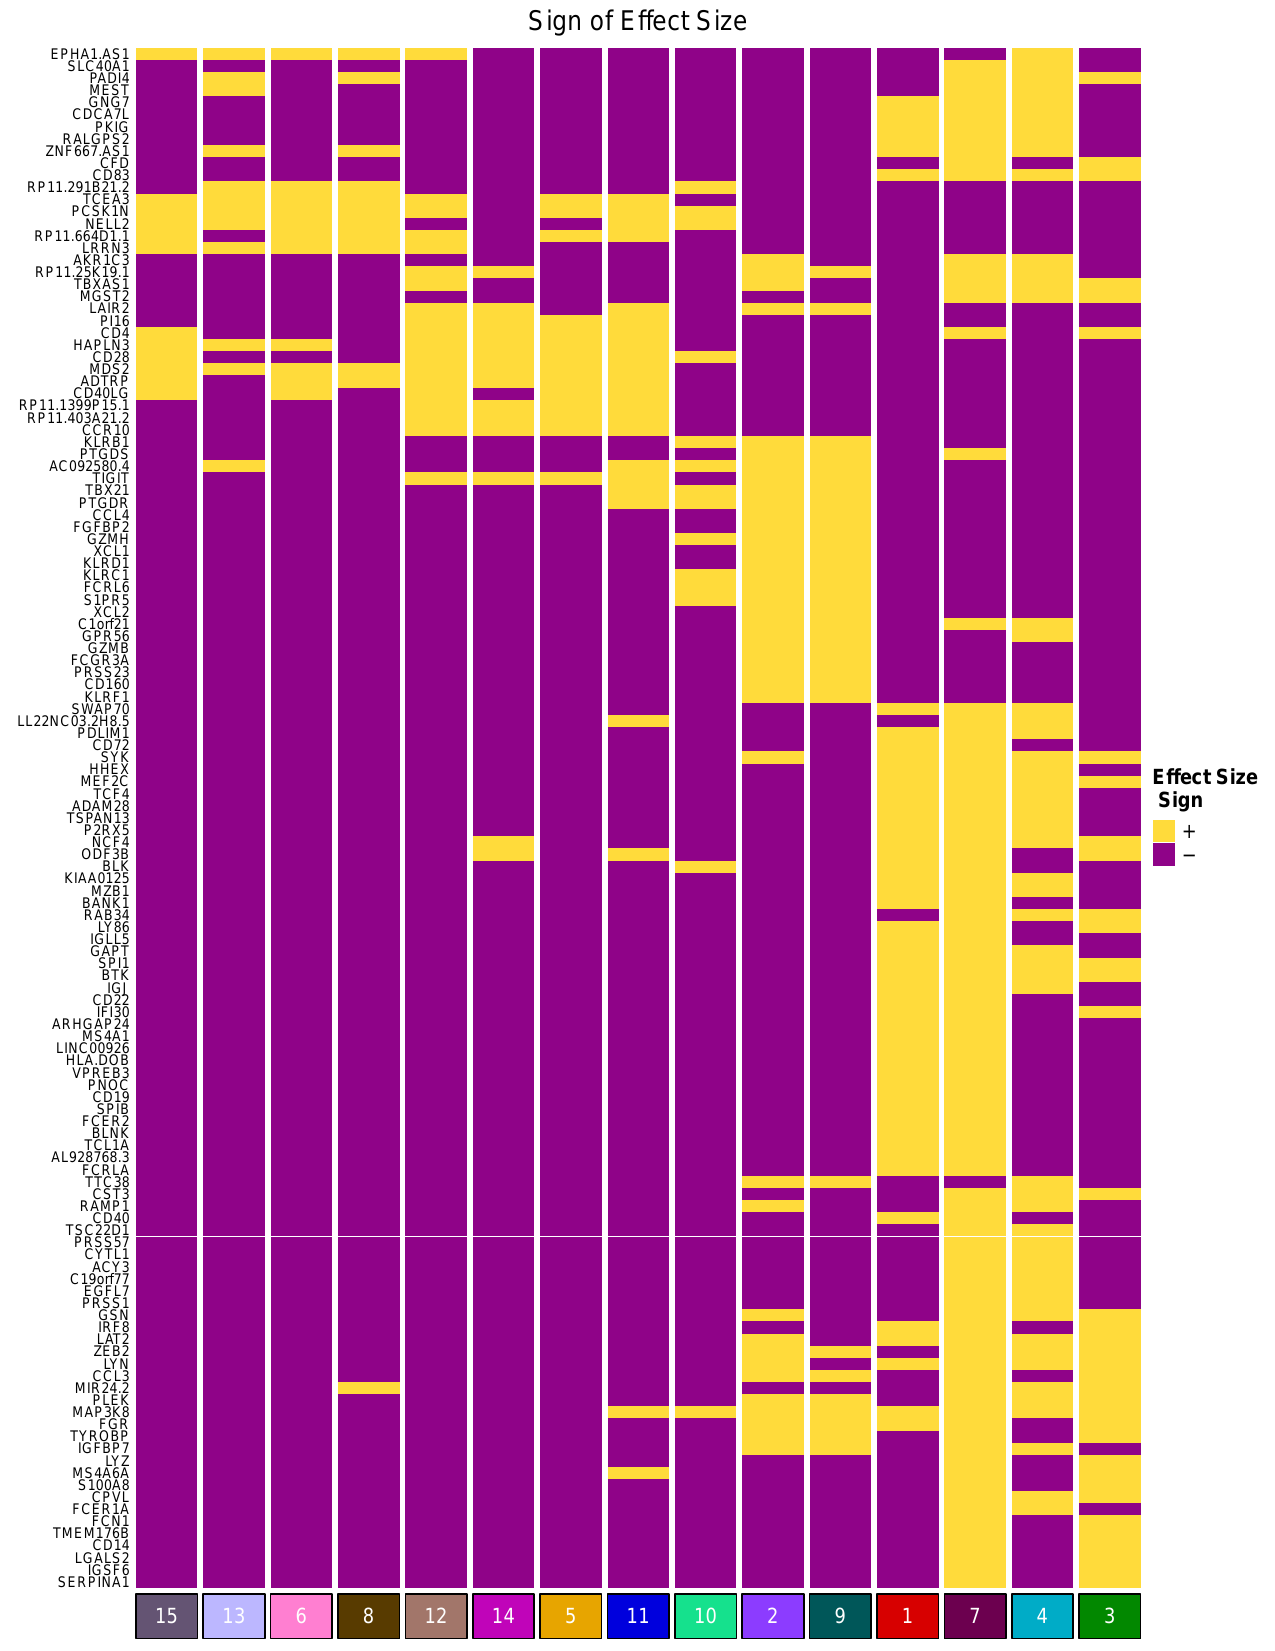 Sign of Effect Size
EPHA1.AS1
SLC40A1
PADI4
MEST
GNG7
CDCA7L
PKIG
RALGPS2
ZNF667.AS1
CFD
CD83
RP11.291B21.2
TCEA3
PCSK1N
NELL2
RP11.664D1.1
LRRN3
AKR1C3
RP11.25K19.1
TBXAS1
MGST2
LAIR2
PI16
CD4
HAPLN3
CD28
MDS2
ADTRP
CD40LG
RP11.1399P15.1
RP11.403A21.2
CCR10
KLRB1
PTGDS
AC092580.4
TIGIT
TBX21
PTGDR
CCL4
FGFBP2
GZMH
XCL1
KLRD1
KLRC1
FCRL6
S1PR5
XCL2
C1orf21
GPR56
GZMB
FCGR3A
PRSS23
CD160
KLRF1
SWAP70
LL22NC03.2H8.5
PDLIM1
CD72
SYK
HHEX
MEF2C
TCF4
ADAM28
TSPAN13
P2RX5
NCF4
ODF3B
BLK
KIAA0125
MZB1
BANK1
RAB34
LY86
IGLL5
GAPT
SPI1
BTK
IGJ
CD22
IFI30
ARHGAP24
MS4A1
LINC00926
HLA.DOB
VPREB3
PNOC
CD19
SPIB
FCER2
BLNK
TCL1A
AL928768.3
FCRLA
TTC38
CST3
RAMP1
CD40
TSC22D1
PRSS57
CYTL1
ACY3
C19orf77
EGFL7
PRSS1
GSN
IRF8
LAT2
ZEB2
LYN
CCL3
MIR24.2
PLEK
MAP3K8
FGR
TYROBP
IGFBP7
LYZ
MS4A6A
S100A8
CPVL
FCER1A
FCN1
TMEM176B
CD14
LGALS2
IGSF6
SERPINA1
15 13 6 8 12 14 5 11 10 2 9 1 7 4 3
Effect Size
Sign
+
−